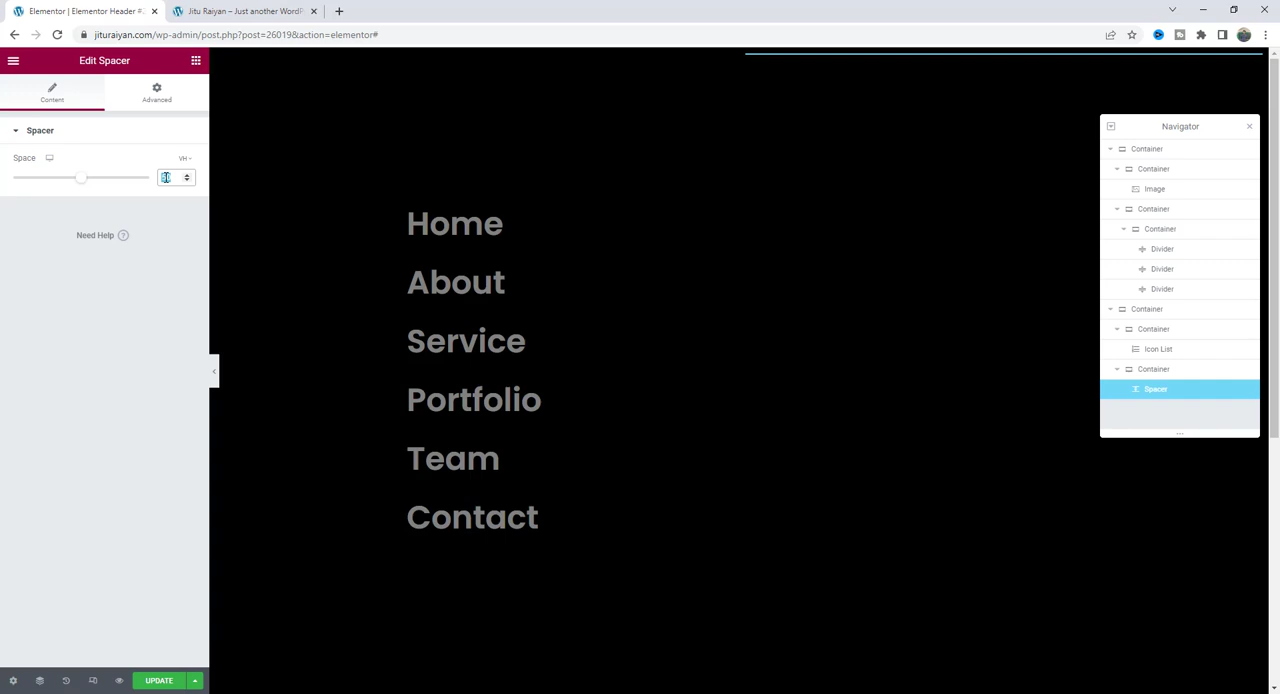 Elementor | Elementor Header #
Jitu Raiyan – Just another WordP
jituraiyan.com/wp-admin/post.php?post=26019&action=elementor#
Edit Spacer
Content
Advanced
Spacer
Space
VH
Need Help
Home
About
Service
Portfolio
Team
Contact
Navigator
Container
Container
Image
Container
Container
Divider
Divider
Divider
Container
Container
Icon List
Container
Spacer
UPDATE